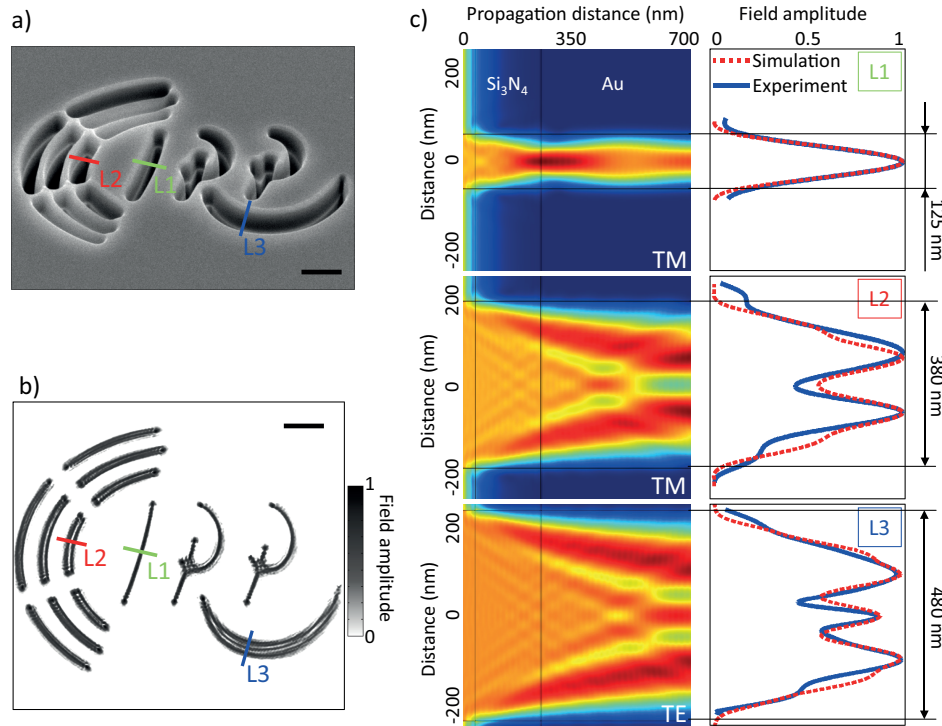 a)
L2
L1
L3
b)
1
Field amplitude
0
L2
L1
L3
c)
Propagation distance (nm)
0
350
700
Field amplitude
0
0.5
1
Distance (nm)
200
0
-200
Si₃N₄
Au
TM
Simulation
Experiment
L1
125 nm
Distance (nm)
200
0
-200
TM
L2
380 nm
Distance (nm)
200
0
-200
TE
L3
480 nm